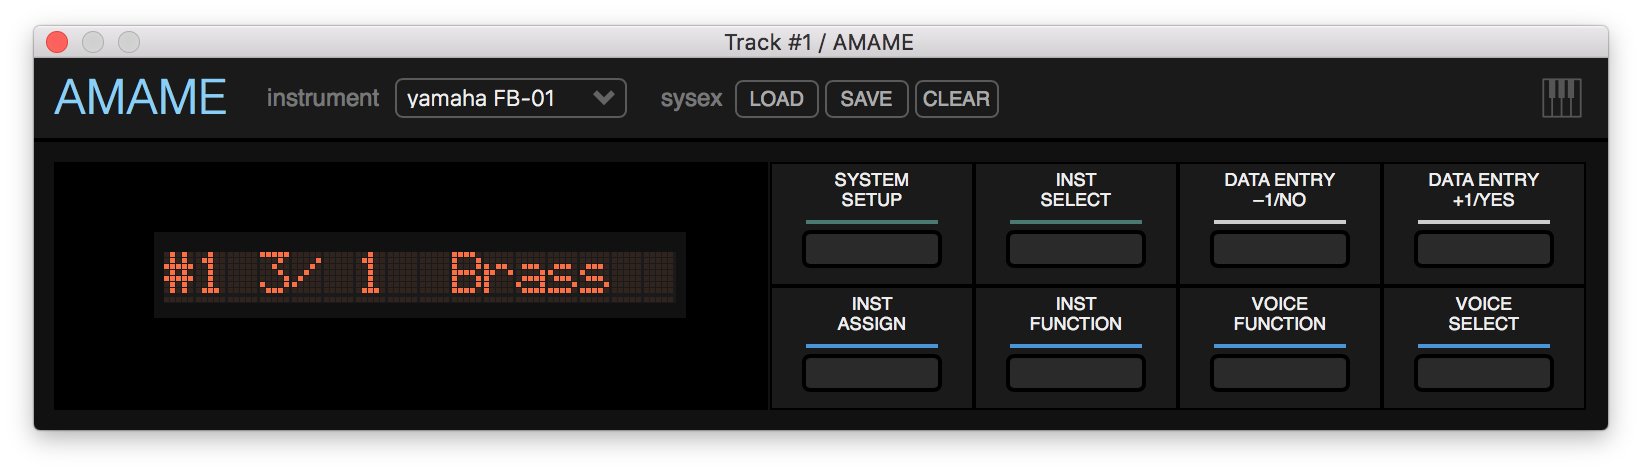 Track #1 / AMAME
AMAME instrument yamaha FB-01 sysex LOAD SAVE CLEAR
#1 3/ 1 Brass
SYSTEM SETUP
INST SELECT
DATA ENTRY –1/NO
DATA ENTRY +1/YES
INST ASSIGN
INST FUNCTION
VOICE FUNCTION
VOICE SELECT